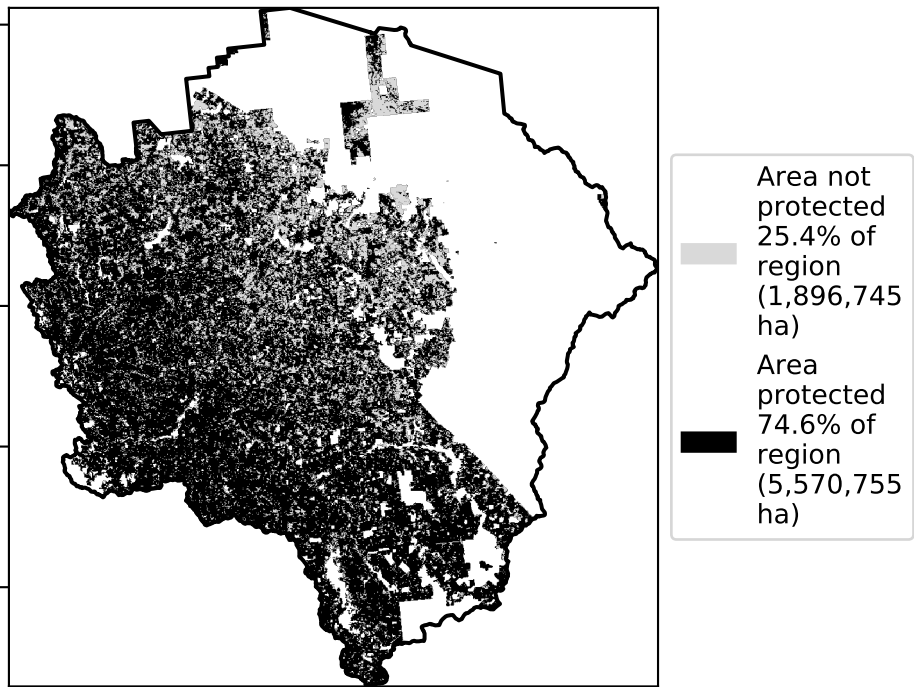 Area not
protected
25.4% of
region
(1,896,745
ha)
Area
protected
74.6% of
region
(5,570,755
ha)